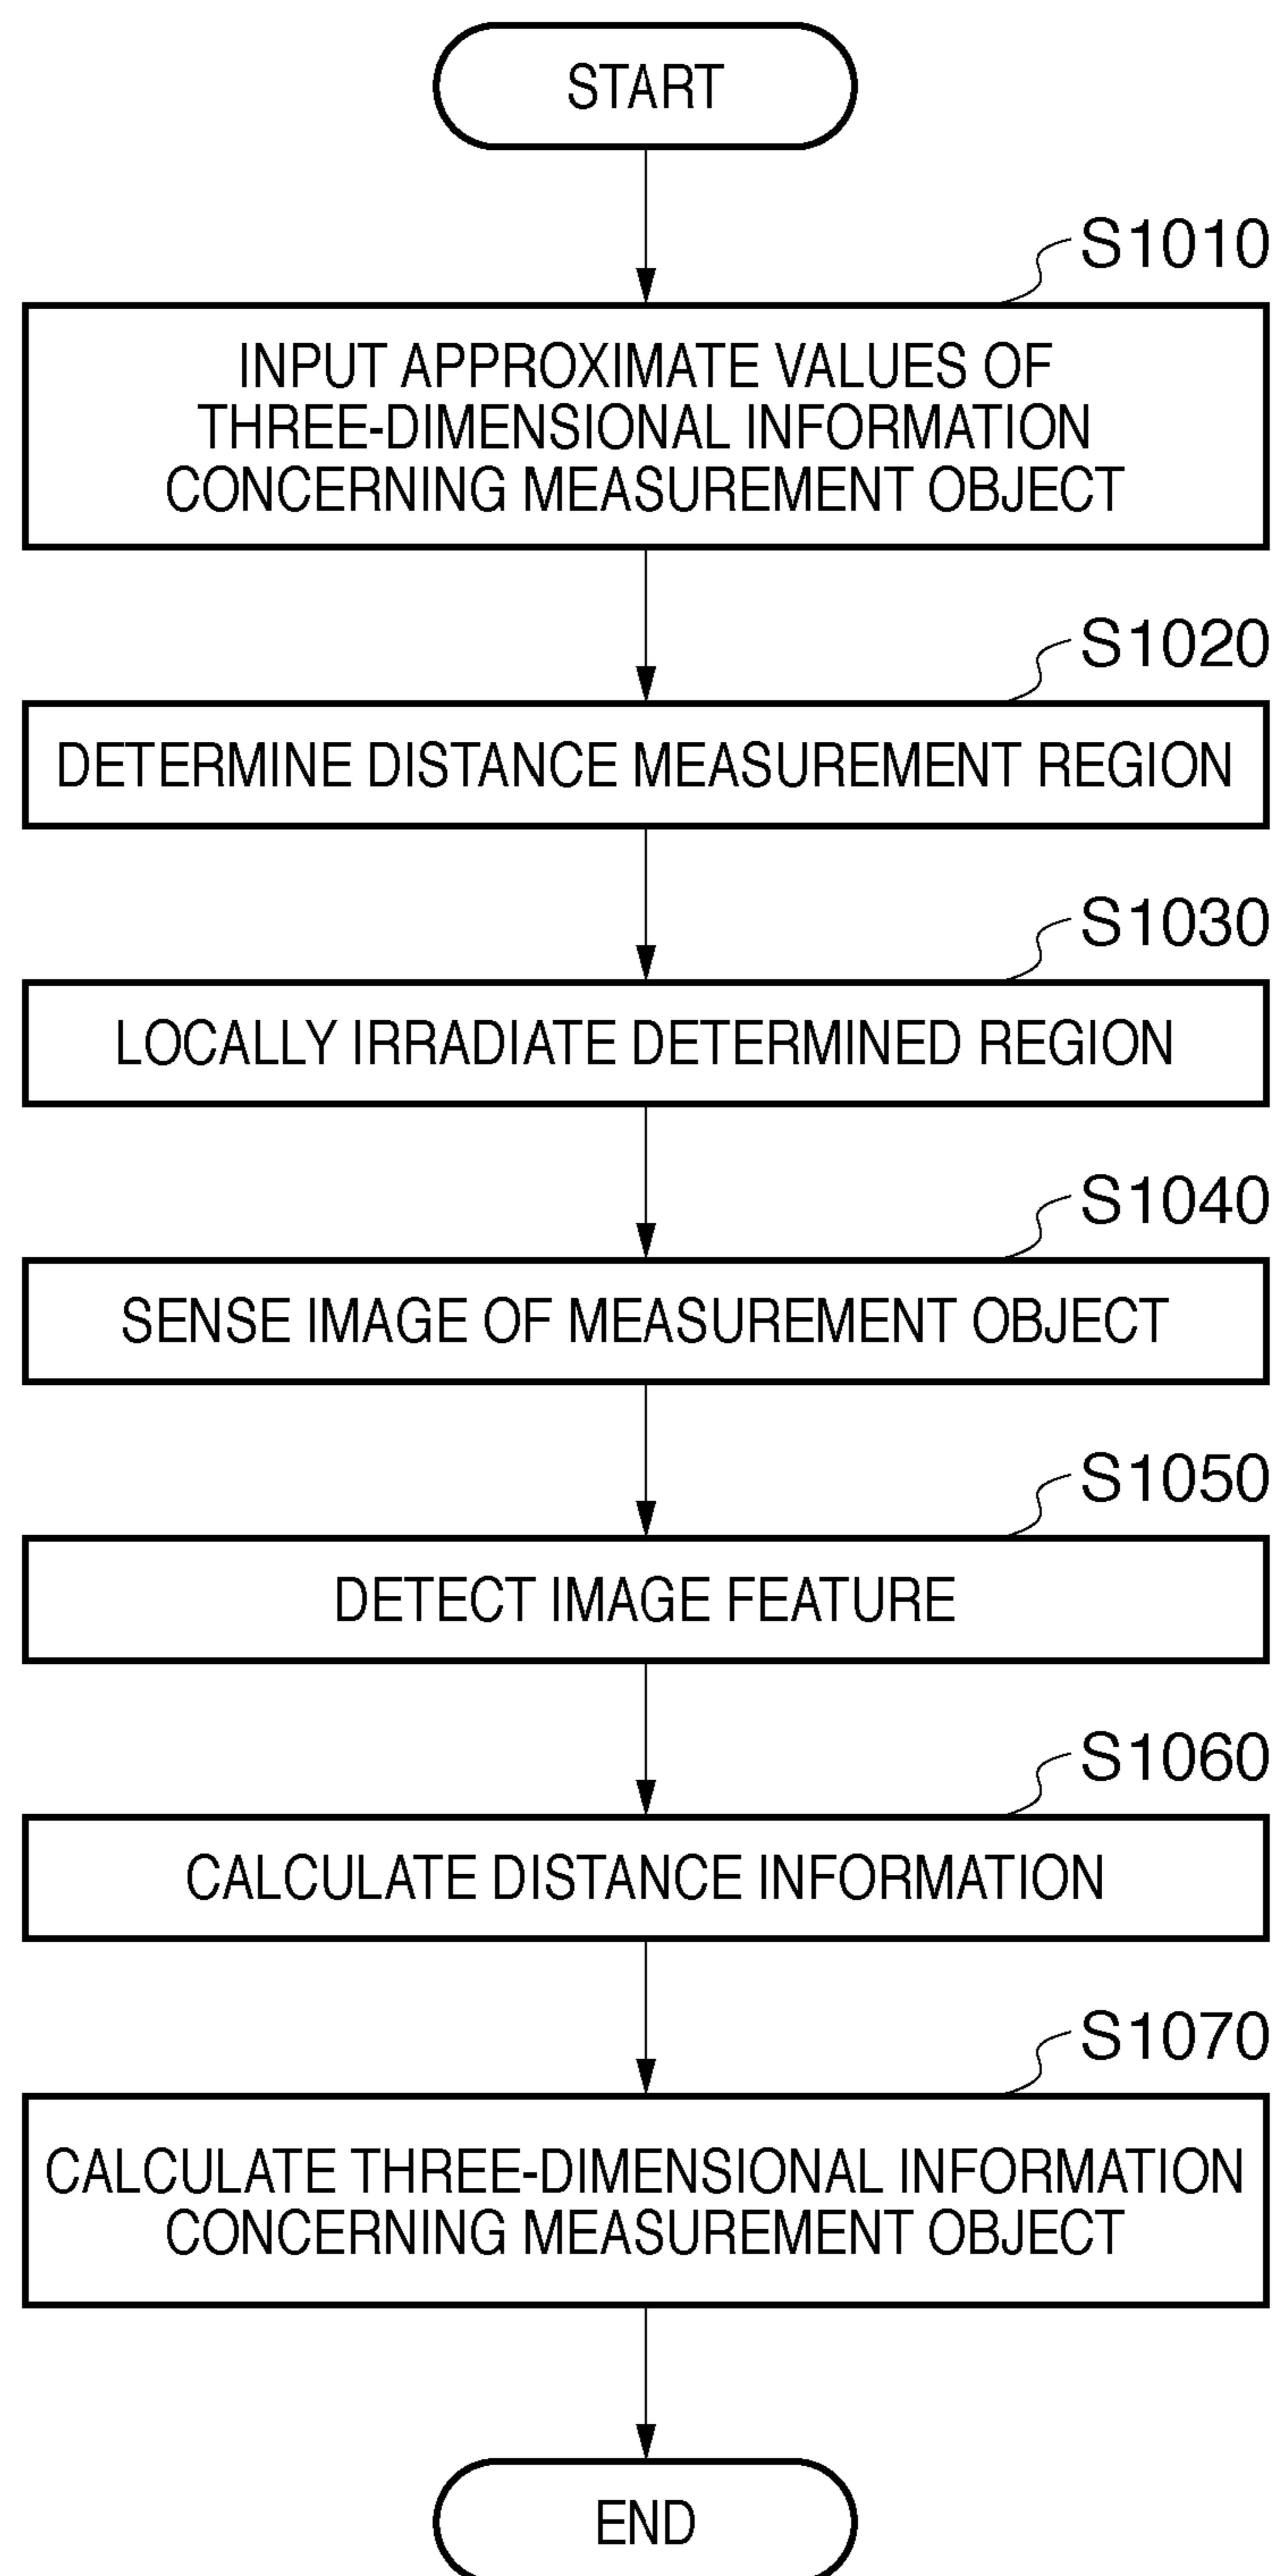 START
S1010
INPUT APPROXIMATE VALUES OF
THREE-DIMENSIONAL INFORMATION
CONCERNING MEASUREMENT OBJECT
S1020
DETERMINE DISTANCE MEASUREMENT REGION
S1030
LOCALLY IRRADIATE DETERMINED REGION
S1040
SENSE IMAGE OF MEASUREMENT OBJECT
S1050
DETECT IMAGE FEATURE
S1060
CALCULATE DISTANCE INFORMATION
S1070
CALCULATE THREE-DIMENSIONAL INFORMATION
CONCERNING MEASUREMENT OBJECT
END